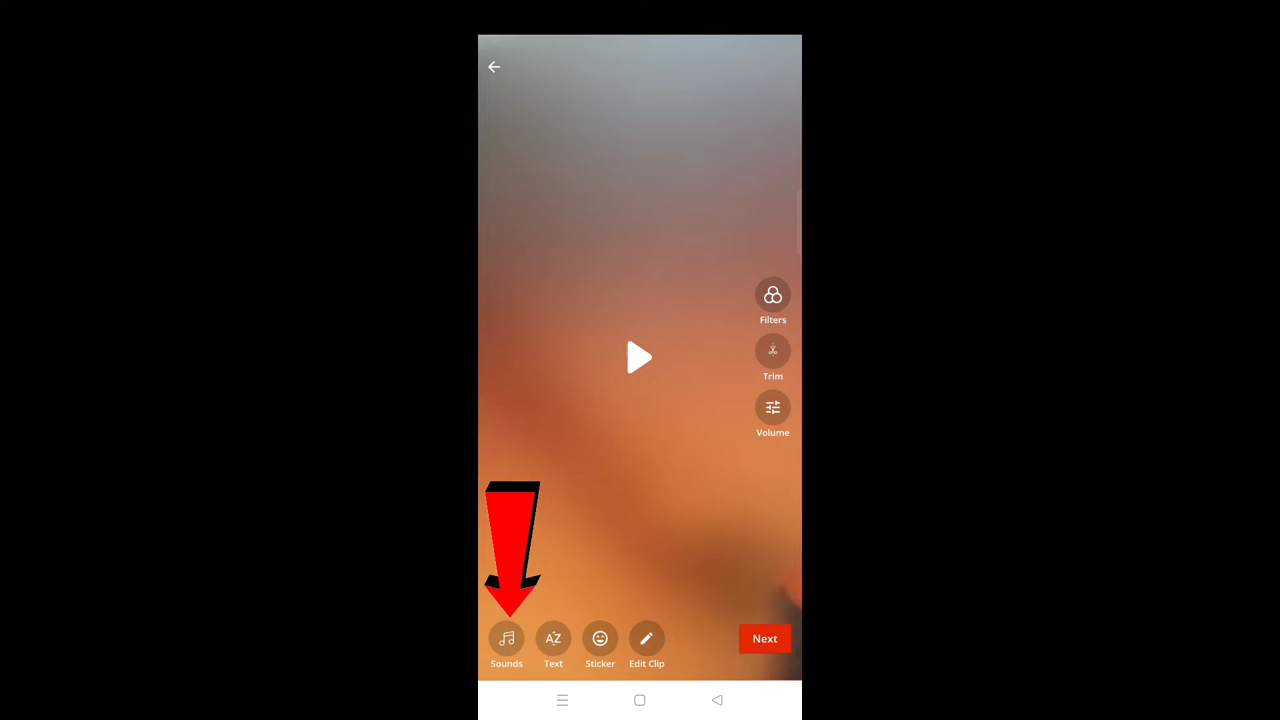 Filters
Trim
Volume
Sounds
Text
Sticker
Edit Clip
Next